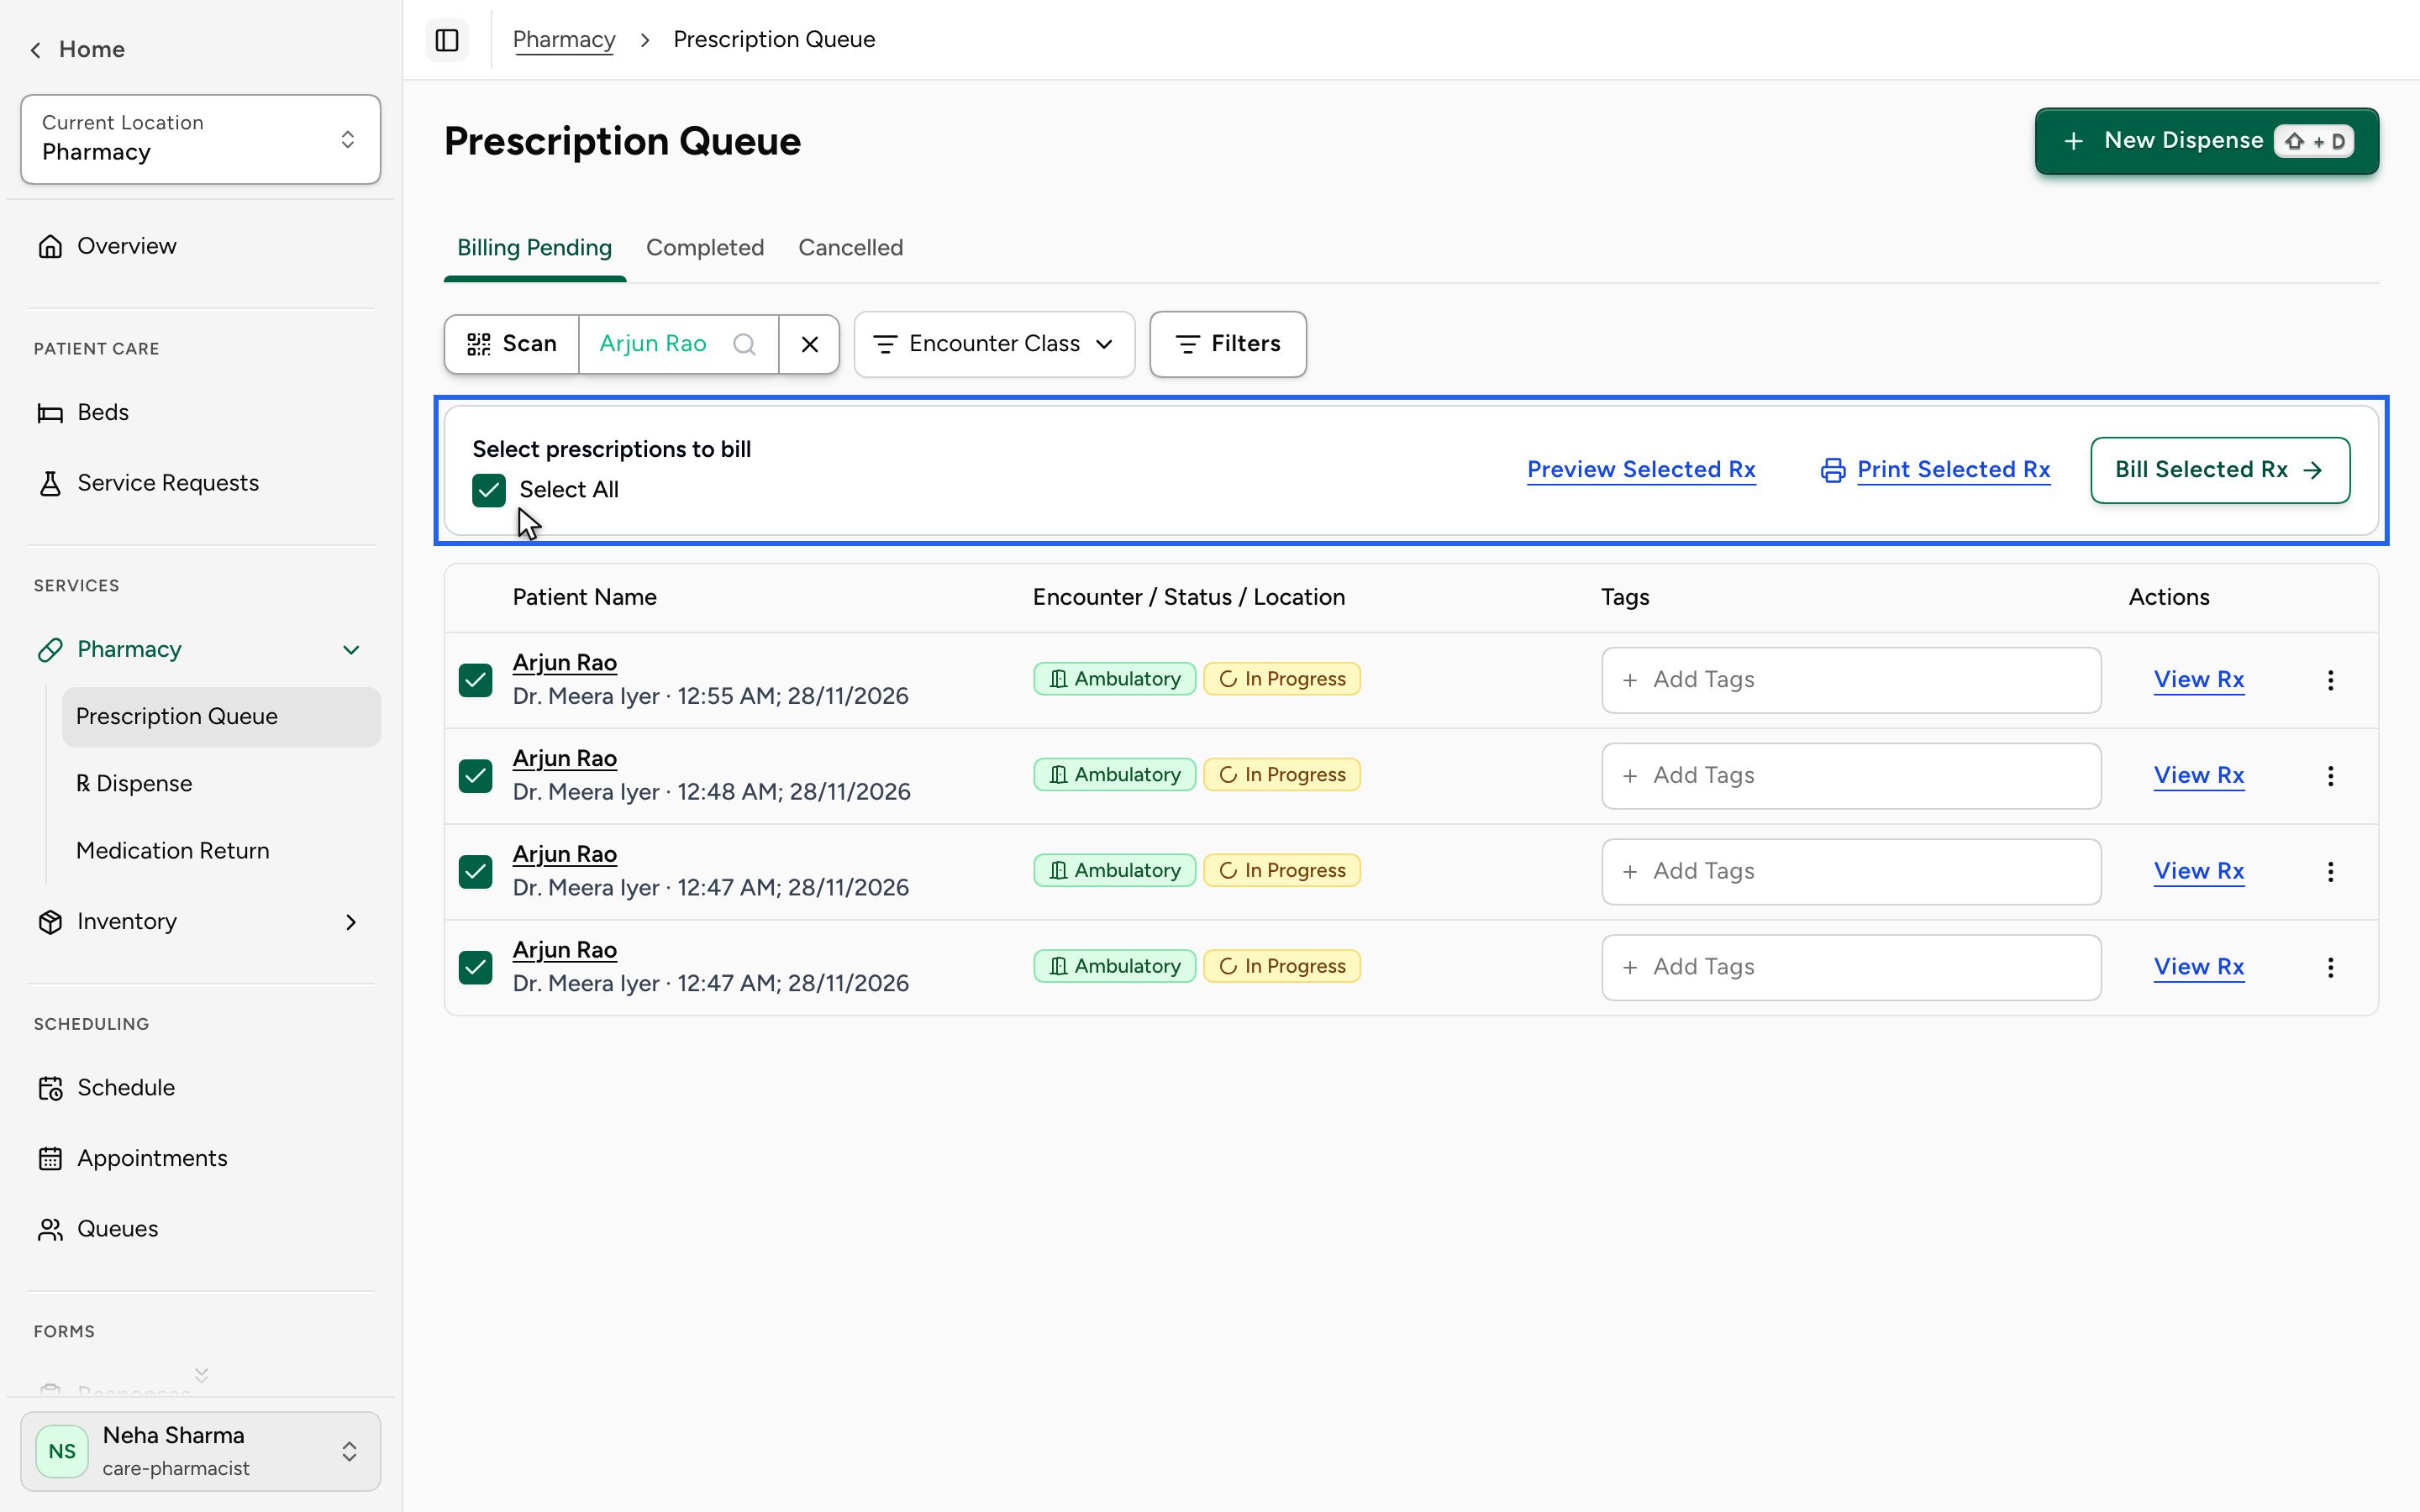 Home
Current Location
Pharmacy
Overview
PATIENT CARE
Beds
Service Requests
SERVICES
Pharmacy
Prescription Queue
℞ Dispense
Medication Return
Inventory
SCHEDULING
Schedule
Appointments
Queues
FORMS
Responses
NS
Neha Sharma
care-pharmacist
Pharmacy > Prescription Queue
Prescription Queue
+ New Dispense ⇧ + D
Billing Pending Completed Cancelled
Scan Arjun Rao Encounter Class Filters
Select prescriptions to bill
Select All
Preview Selected Rx Print Selected Rx Bill Selected Rx →
Patient Name Encounter / Status / Location Tags Actions
Arjun Rao
Dr. Meera Iyer · 12:55 AM; 28/11/2026
Ambulatory In Progress + Add Tags View Rx
Arjun Rao
Dr. Meera Iyer · 12:48 AM; 28/11/2026
Ambulatory In Progress + Add Tags View Rx
Arjun Rao
Dr. Meera Iyer · 12:47 AM; 28/11/2026
Ambulatory In Progress + Add Tags View Rx
Arjun Rao
Dr. Meera Iyer · 12:47 AM; 28/11/2026
Ambulatory In Progress + Add Tags View Rx